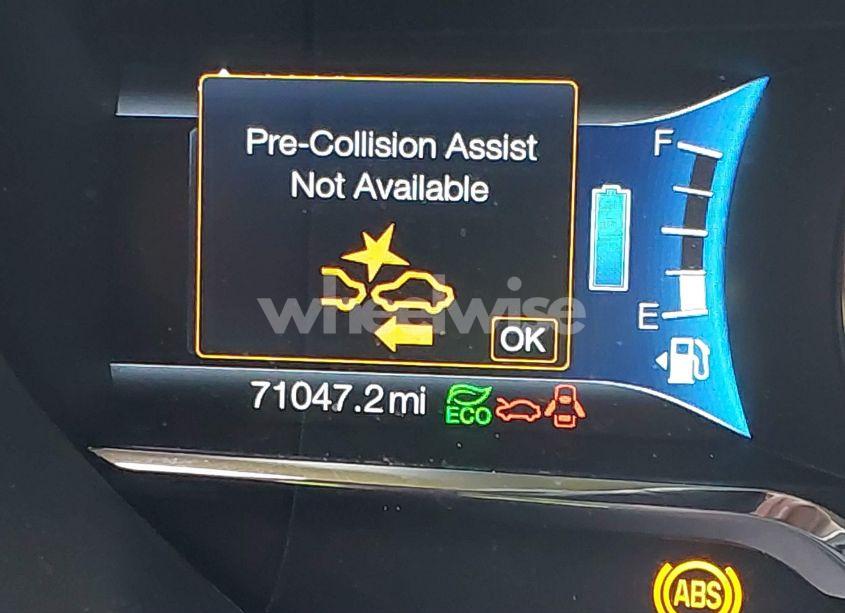 Pre-Collision Assist
Not Available
F
wheelwise
E
OK
71047.2mi
ECO
ABS